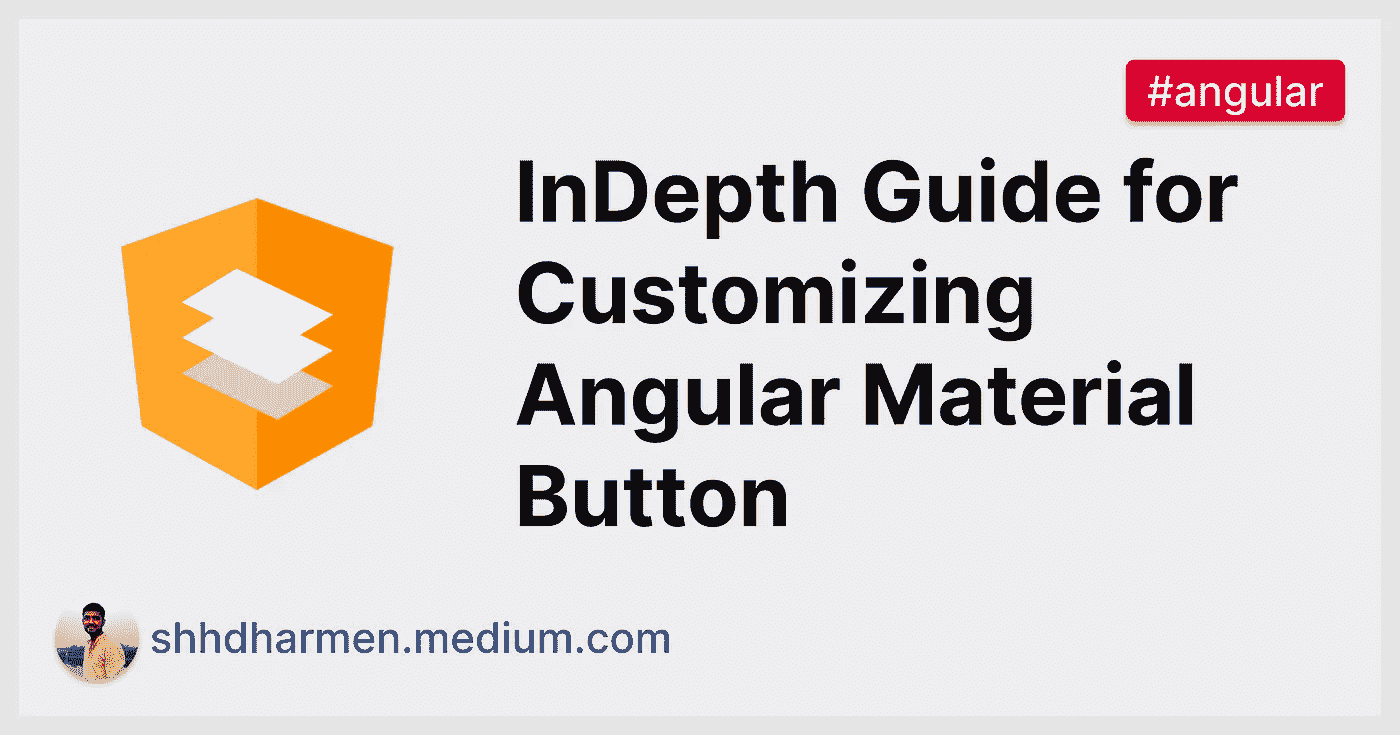 #angular
InDepth Guide for
Customizing
Angular Material
Button
shhdharmen.medium.com